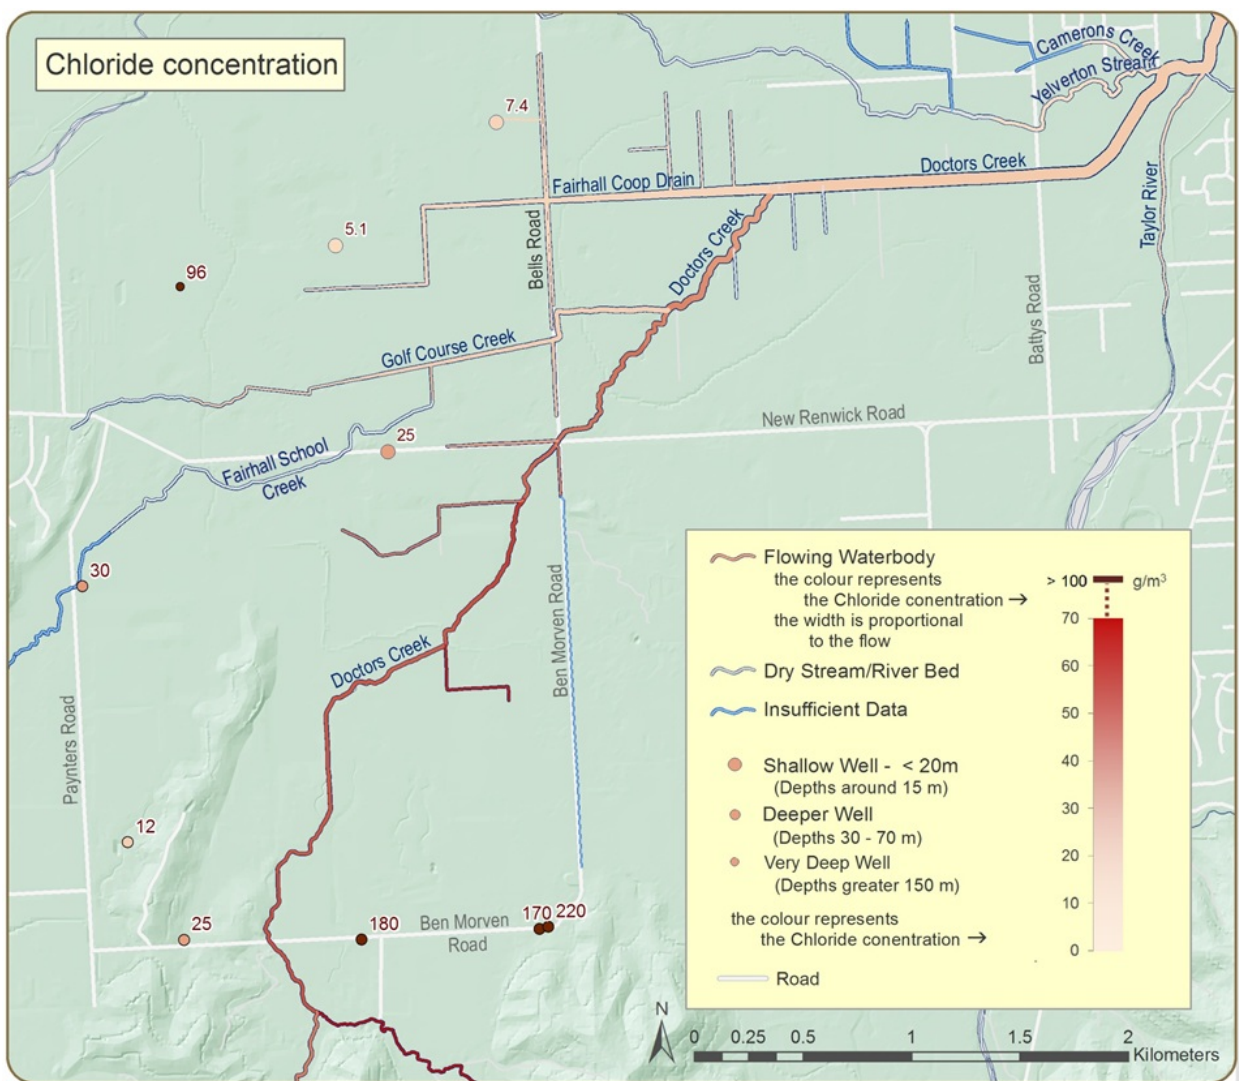 Chloride concentration
7.4
Camerons Creek
Yelverton Stream
Fairhall Coop Drain
Doctors Creek
Taylor River
5.1
Bells Road
Doctors Creek
96
Battys Road
Golf Course Creek
New Renwick Road
25
Fairhall School
Creek
30
Ben Morven Road
Doctors Creek
Paynters Road
12
25
180
Ben Morven
Road
170 220
Flowing Waterbody
the colour represents
the Chloride conentration →
the width is proportional
to the flow
Dry Stream/River Bed
Insufficient Data
Shallow Well - < 20m
(Depths around 15 m)
Deeper Well
(Depths 30 - 70 m)
Very Deep Well
(Depths greater 150 m)
the colour represents
the Chloride conentration →
Road
> 100 g/m³
70
60
50
40
30
20
10
0
N
0 0.25 0.5 1 1.5 2
Kilometers